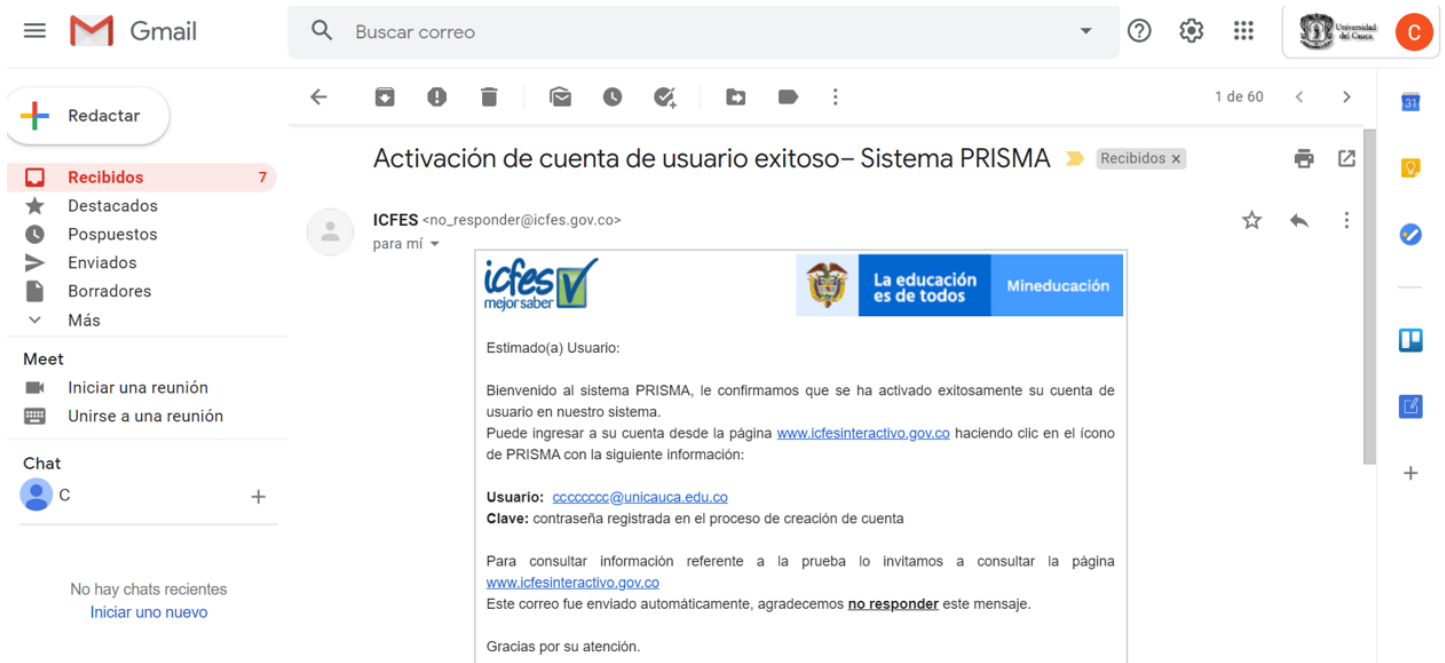 Gmail
Buscar correo
Universidad
del Cauca
C
Redactar
1 de 60
31
Recibidos 7
Destacados
Pospuestos
Enviados
Borradores
Más
Meet
Iniciar una reunión
Unirse a una reunión
Chat
C
No hay chats recientes
Iniciar uno nuevo
Activación de cuenta de usuario exitoso– Sistema PRISMA Recibidos x
ICFES <no_responder@icfes.gov.co>
para mí
icfes
mejor saber
La educación
es de todos
Mineducación
Estimado(a) Usuario:
Bienvenido al sistema PRISMA, le confirmamos que se ha activado exitosamente su cuenta de
usuario en nuestro sistema.
Puede ingresar a su cuenta desde la página www.icfesinteractivo.gov.co haciendo clic en el ícono
de PRISMA con la siguiente información:
Usuario: cccccccc@unicauca.edu.co
Clave: contraseña registrada en el proceso de creación de cuenta
Para consultar información referente a la prueba lo invitamos a consultar la página
www.icfesinteractivo.gov.co
Este correo fue enviado automáticamente, agradecemos no responder este mensaje.
Gracias por su atención.